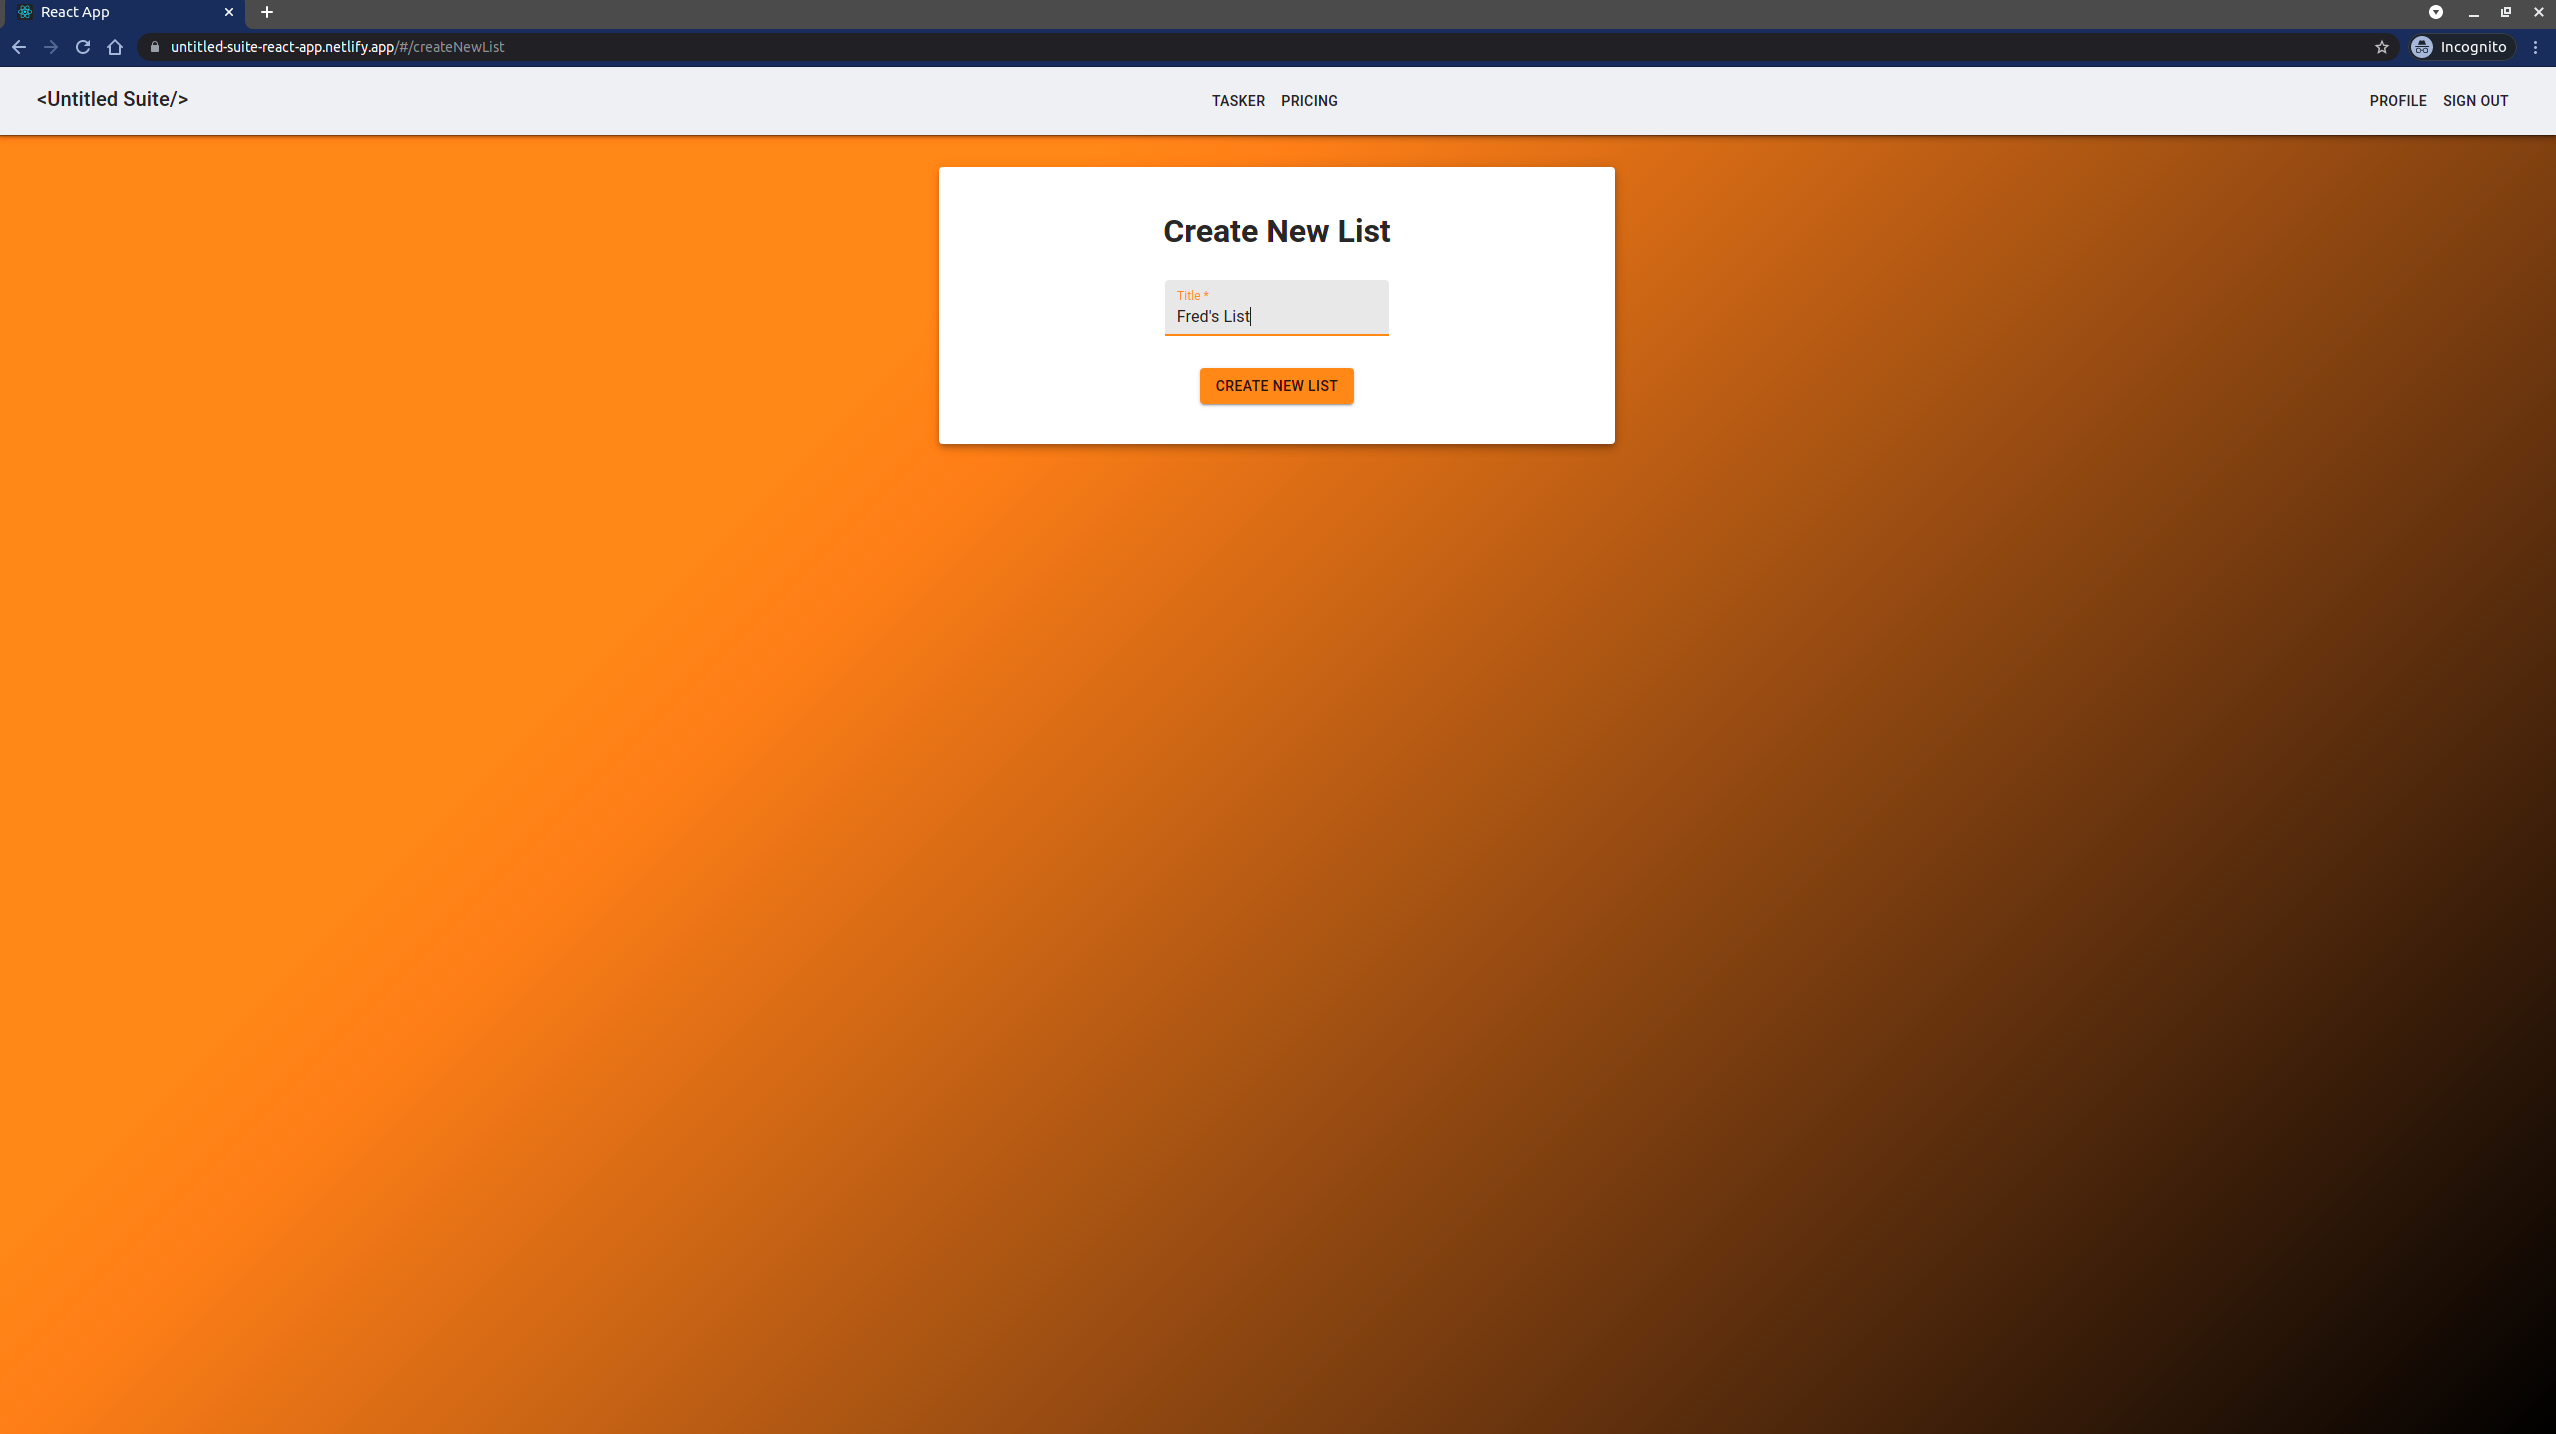 React App
untitled-suite-react-app.netlify.app/#/createNewList
Incognito
<Untitled Suite/>
TASKER PRICING
PROFILE SIGN OUT
Create New List
Title *
Fred's List
CREATE NEW LIST